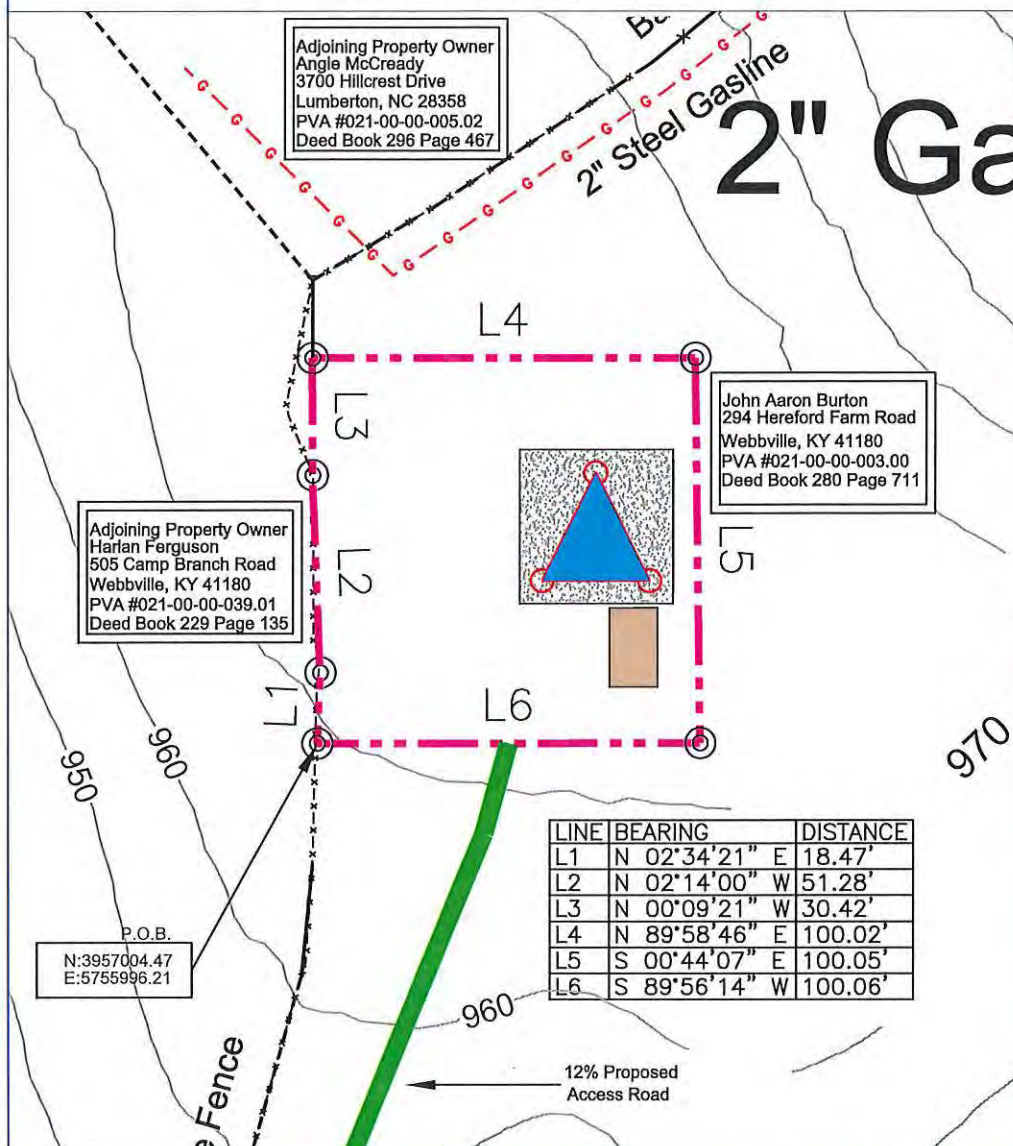 Adjoining Property Owner
Angle McCready
3700 Hillcrest Drive
Lumberton, NC 28358
PVA #021-00-00-005.02
Deed Book 296 Page 467
2" Steel Gasline
2" Ga
G G G G G G G
G G G G G G G G G
L4
L3
John Aaron Burton
294 Hereford Farm Road
Webbville, KY 41180
PVA #021-00-00-003.00
Deed Book 280 Page 711
Adjoining Property Owner
Harlan Ferguson
505 Camp Branch Road
Webbville, KY 41180
PVA #021-00-00-039.01
Deed Book 229 Page 135
L2
L5
L1
L6
960
950
970
LINE BEARING DISTANCE
L1 N 02°34'21" E 18.47'
L2 N 02°14'00" W 51.28'
L3 N 00°09'21" W 30.42'
L4 N 89°58'46" E 100.02'
L5 S 00°44'07" E 100.05'
L6 S 89°56'14" W 100.06'
P.O.B.
N:3957004.47
E:5755996.21
960
12% Proposed
Access Road
e Fence